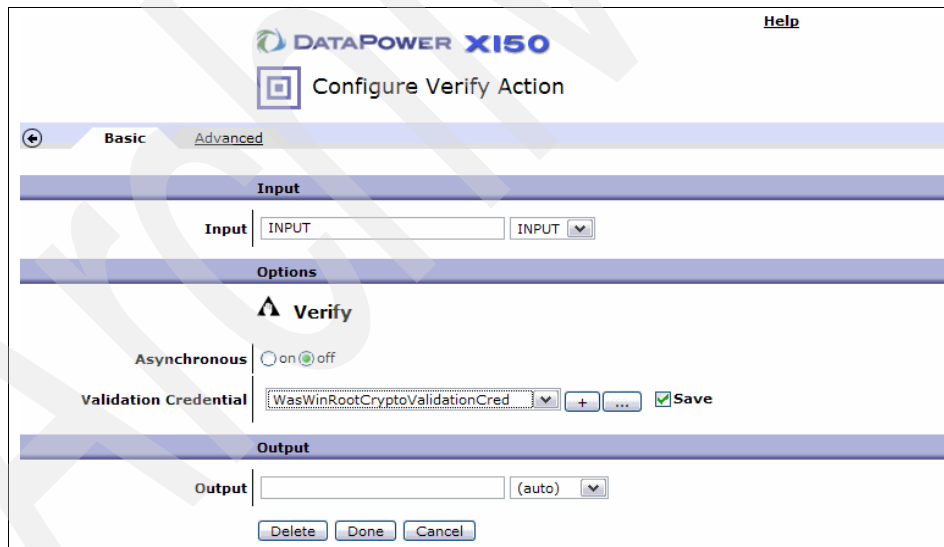 Help
DATAPOWER XI50
Configure Verify Action
Basic Advanced
Input
Input INPUT INPUT
Options
Verify
Asynchronous on off
Validation Credential WasWinRootCryptoValidationCred + ... Save
Output
Output (auto)
Delete Done Cancel